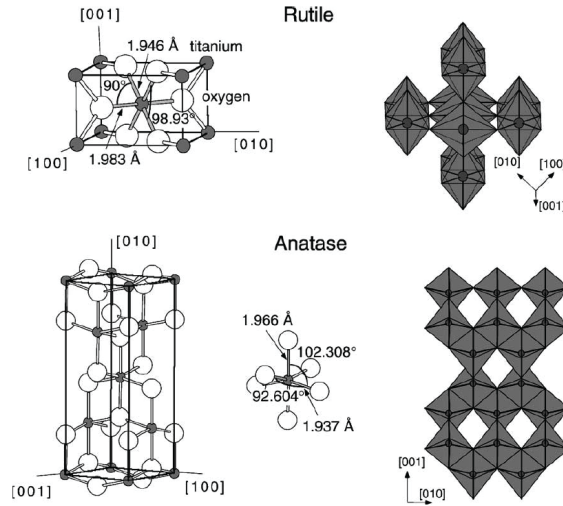 Rutile
[001]
1.946 Å
titanium
90°
oxygen
98.93°
1.983 Å
[100]
[010]
[010]
[100]
[001]
Anatase
[010]
1.966 Å
102.308°
92.604°
1.937 Å
[001]
[100]
[001]
[010]